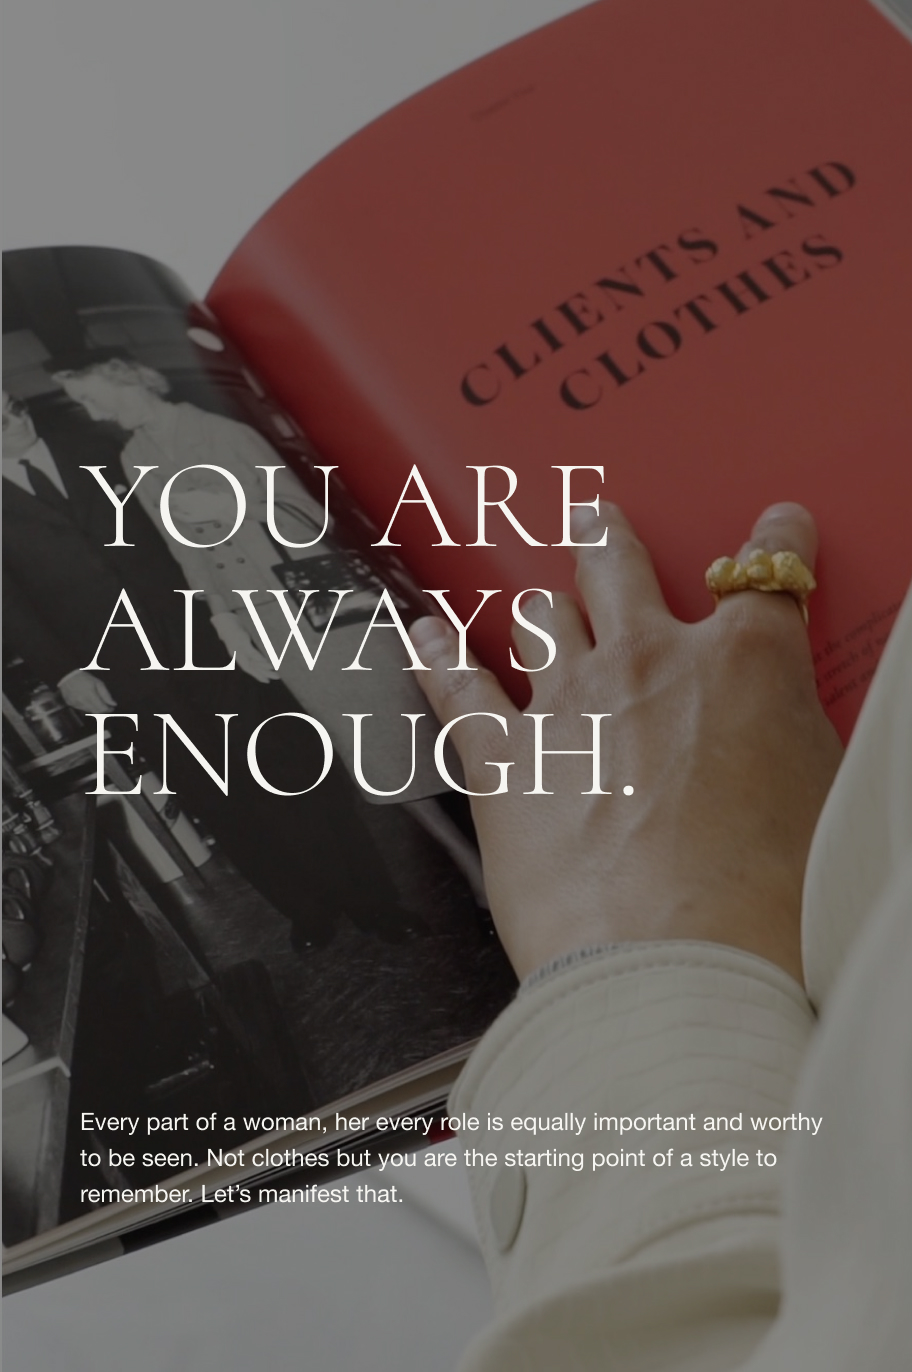 CLIENTS AND
CLOTHES
YOU ARE
ALWAYS
ENOUGH.
Every part of a woman, her every role is equally important and worthy
to be seen. Not clothes but you are the starting point of a style to
remember. Let’s manifest that.